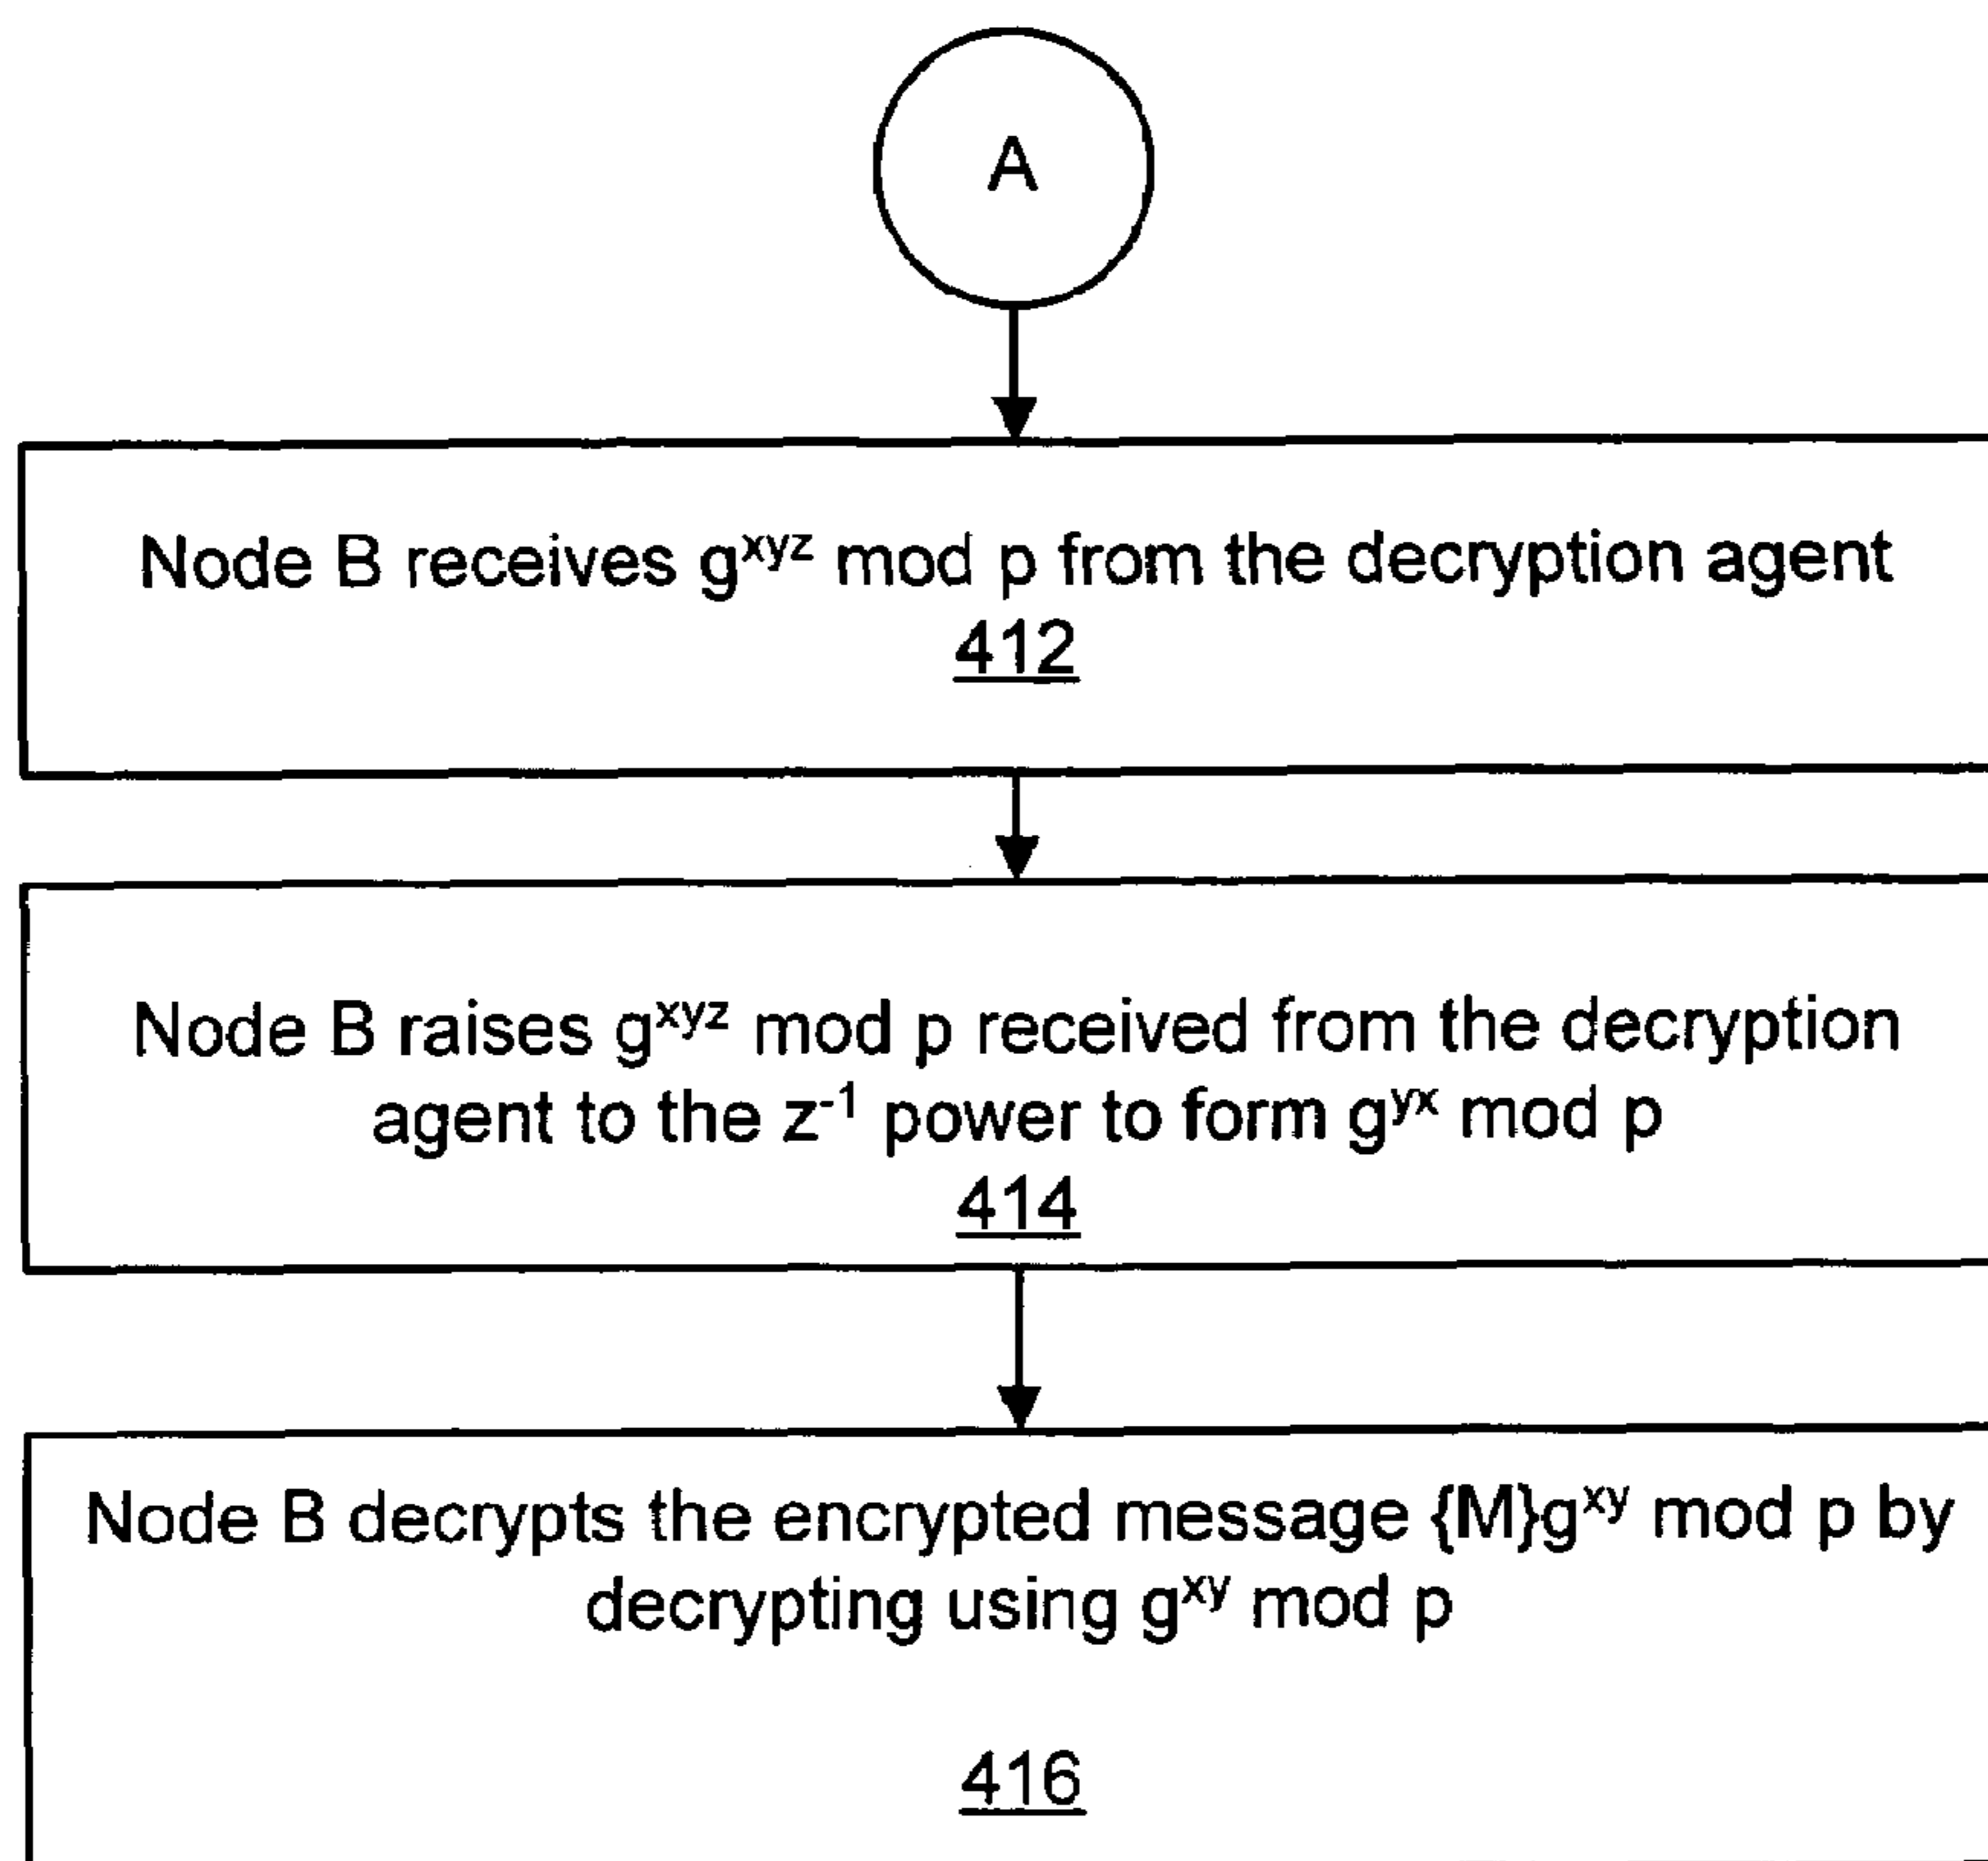 A
Node B receives g^xyz mod p from the decryption agent
412
Node B raises g^xyz mod p received from the decryption
agent to the z^-1 power to form g^yx mod p
414
Node B decrypts the encrypted message {M}g^xy mod p by
decrypting using g^xy mod p
416